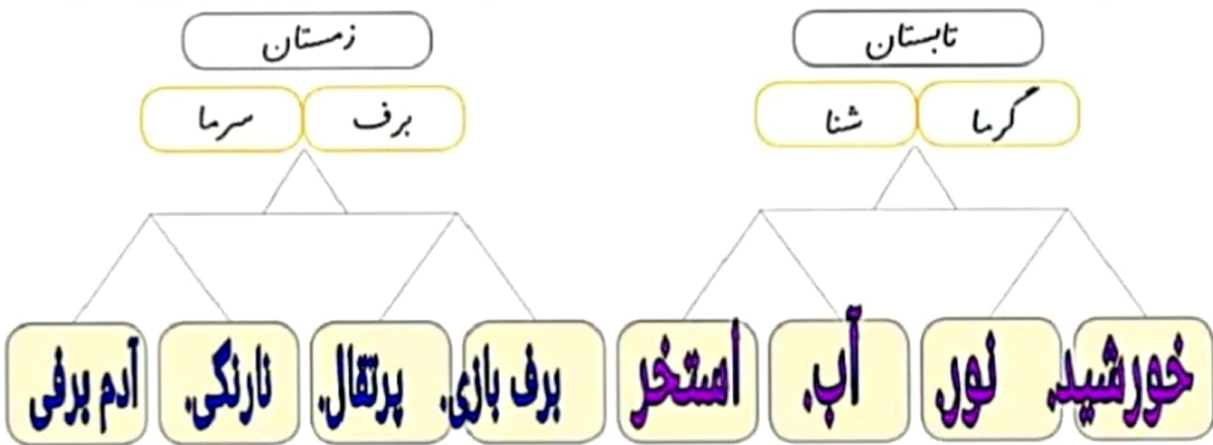 تابستان
زمستان
گرما
شنا
برف
سرما
خورشید.
نور.
آب.
استخر
برف بازی.
پرتقال.
نارنگی.
آدم برفی